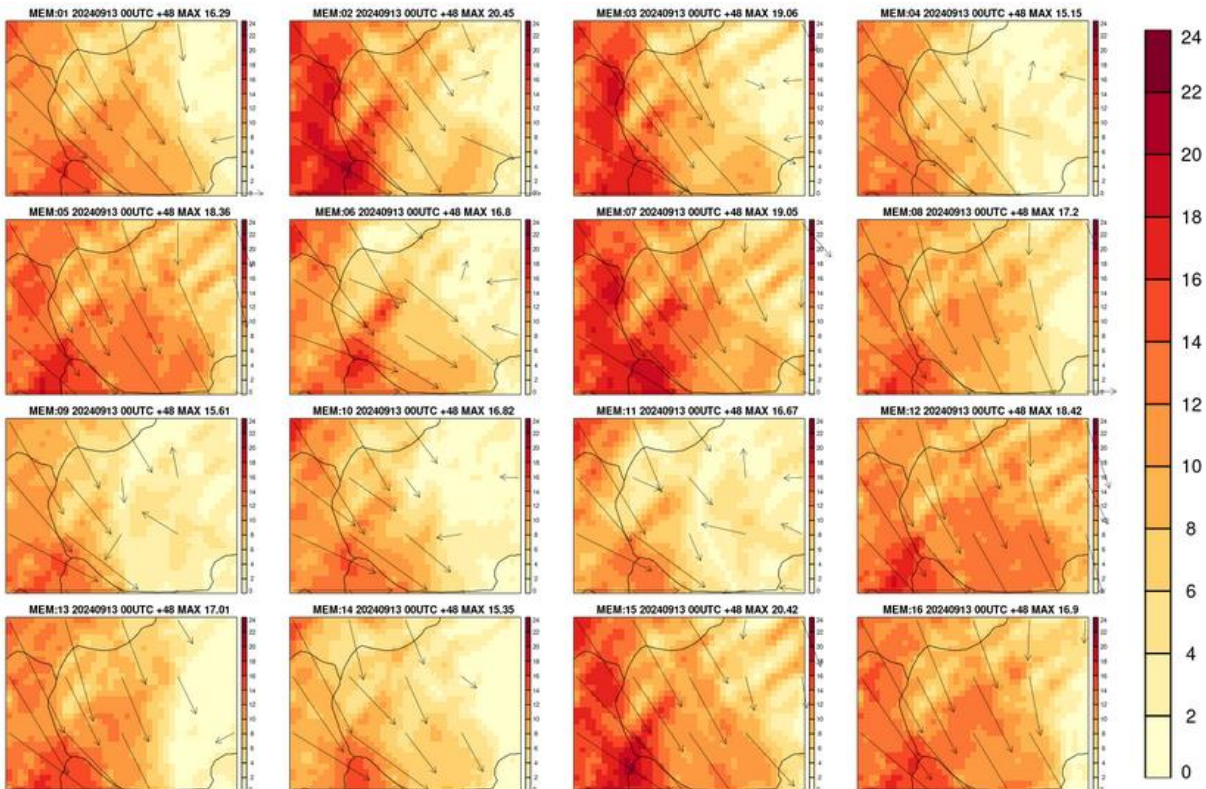 MEM:01 20240913 00UTC +48 MAX 16.29
MEM:02 20240913 00UTC +48 MAX 20.45
MEM:03 20240913 00UTC +48 MAX 19.06
MEM:04 20240913 00UTC +48 MAX 15.15
MEM:05 20240913 00UTC +48 MAX 18.36
MEM:06 20240913 00UTC +48 MAX 16.8
MEM:07 20240913 00UTC +48 MAX 19.05
MEM:08 20240913 00UTC +48 MAX 17.2
MEM:09 20240913 00UTC +48 MAX 15.61
MEM:10 20240913 00UTC +48 MAX 16.82
MEM:11 20240913 00UTC +48 MAX 16.67
MEM:12 20240913 00UTC +48 MAX 18.42
MEM:13 20240913 00UTC +48 MAX 17.01
MEM:14 20240913 00UTC +48 MAX 15.35
MEM:15 20240913 00UTC +48 MAX 20.42
MEM:16 20240913 00UTC +48 MAX 16.9
24
22
20
18
16
14
12
10
8
6
4
2
0